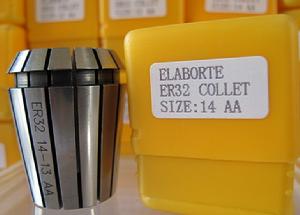 ELABORTE
ER32 COLLET
SIZE:14 AA
ER32 14-13 AA